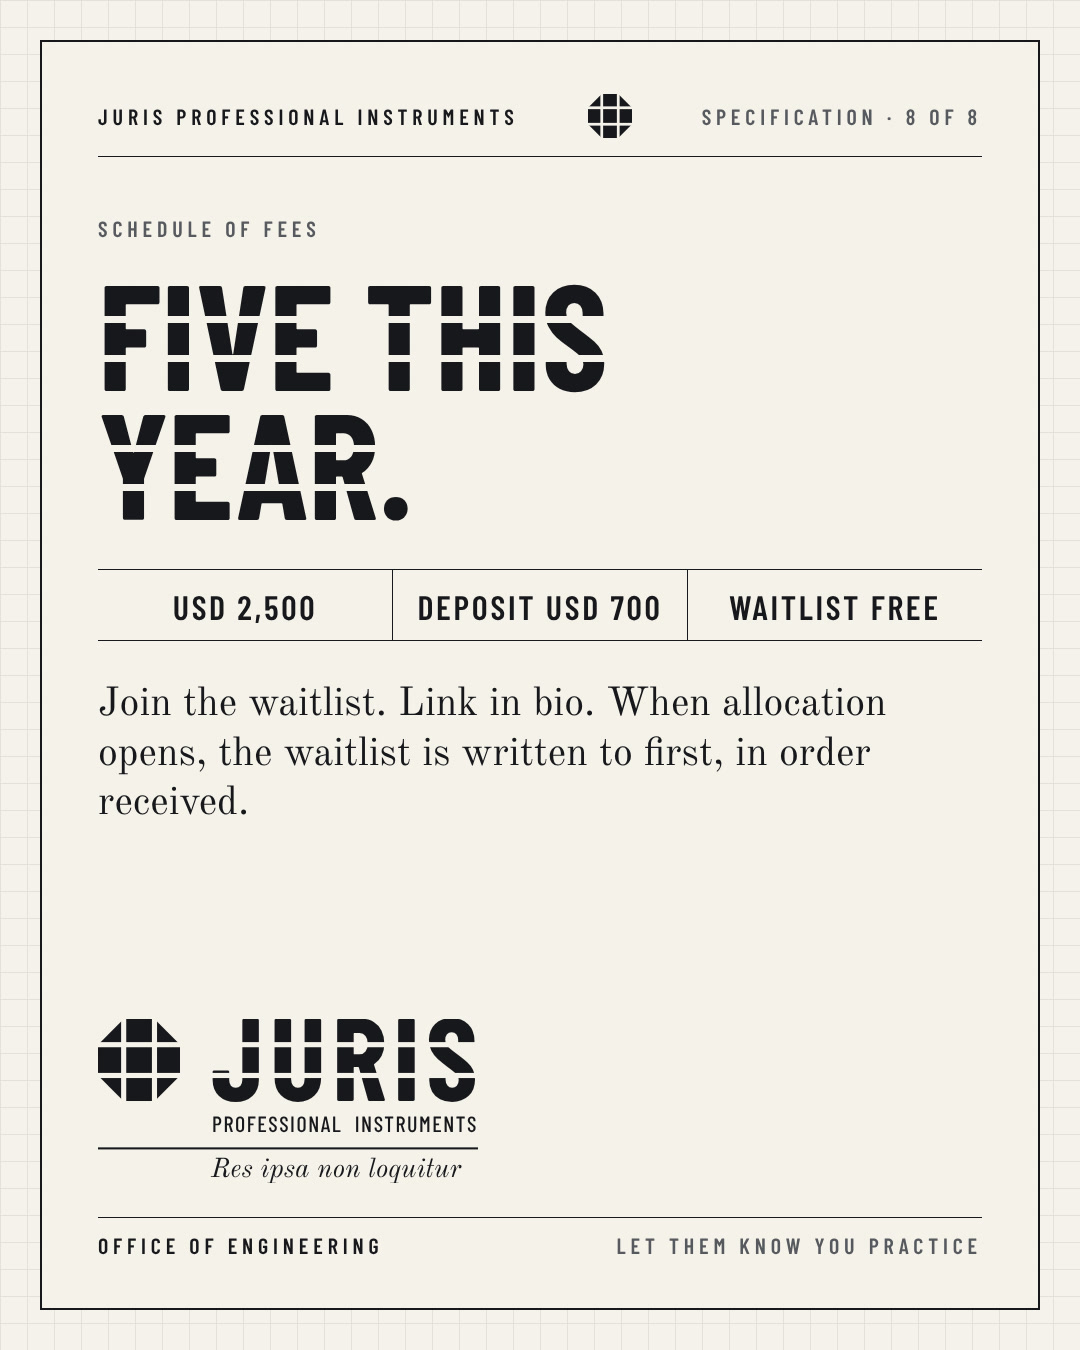 JURIS PROFESSIONAL INSTRUMENTS
SPECIFICATION · 8 OF 8
SCHEDULE OF FEES
FIVE THIS
YEAR.
USD 2,500
DEPOSIT USD 700
WAITLIST FREE
Join the waitlist. Link in bio. When allocation
opens, the waitlist is written to first, in order
received.
JURIS
PROFESSIONAL INSTRUMENTS
Res ipsa non loquitur
OFFICE OF ENGINEERING
LET THEM KNOW YOU PRACTICE